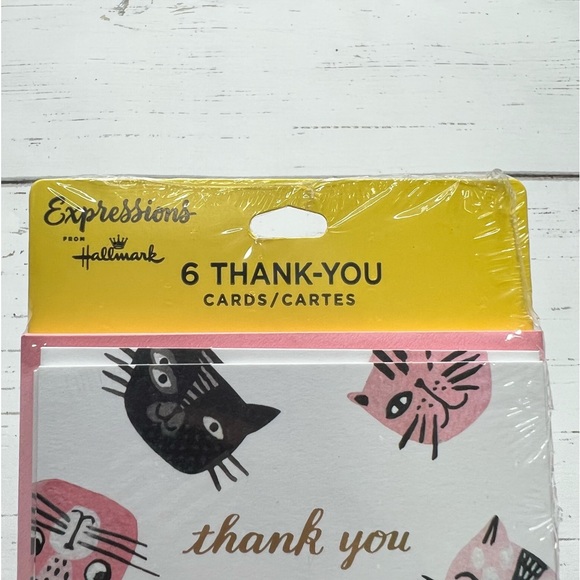 Expressions
FROM
Hallmark
6 THANK-YOU
CARDS/CARTES
thank you